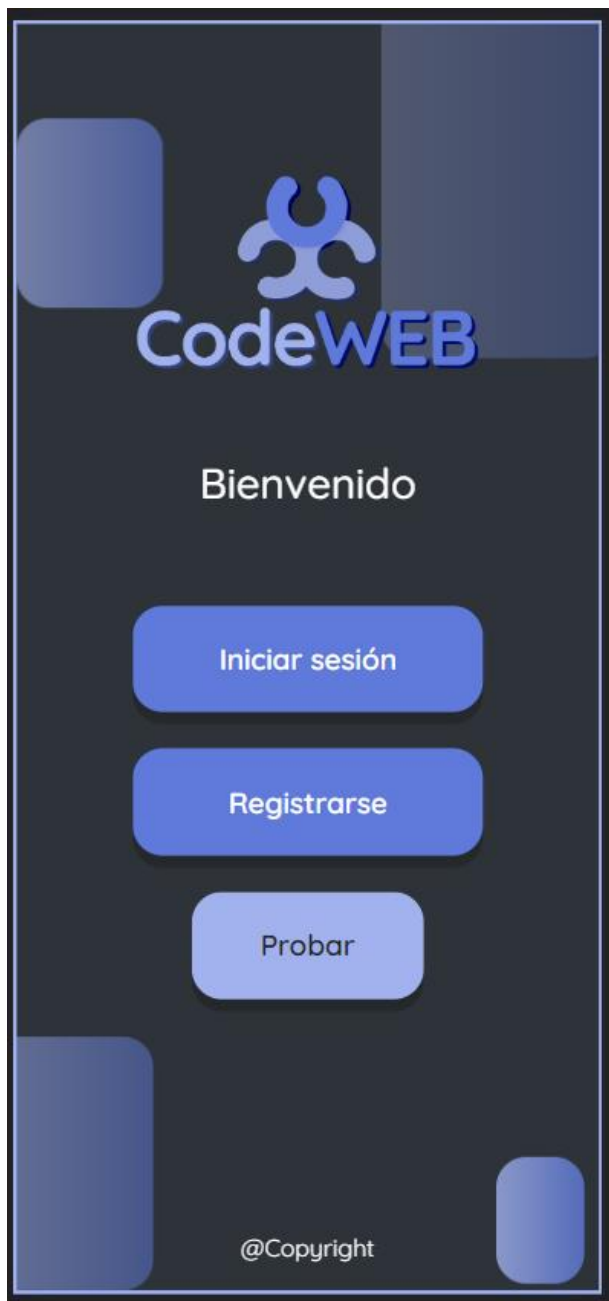 CodeWEB
Bienvenido
Iniciar sesión
Registrarse
Probar
@Copyright